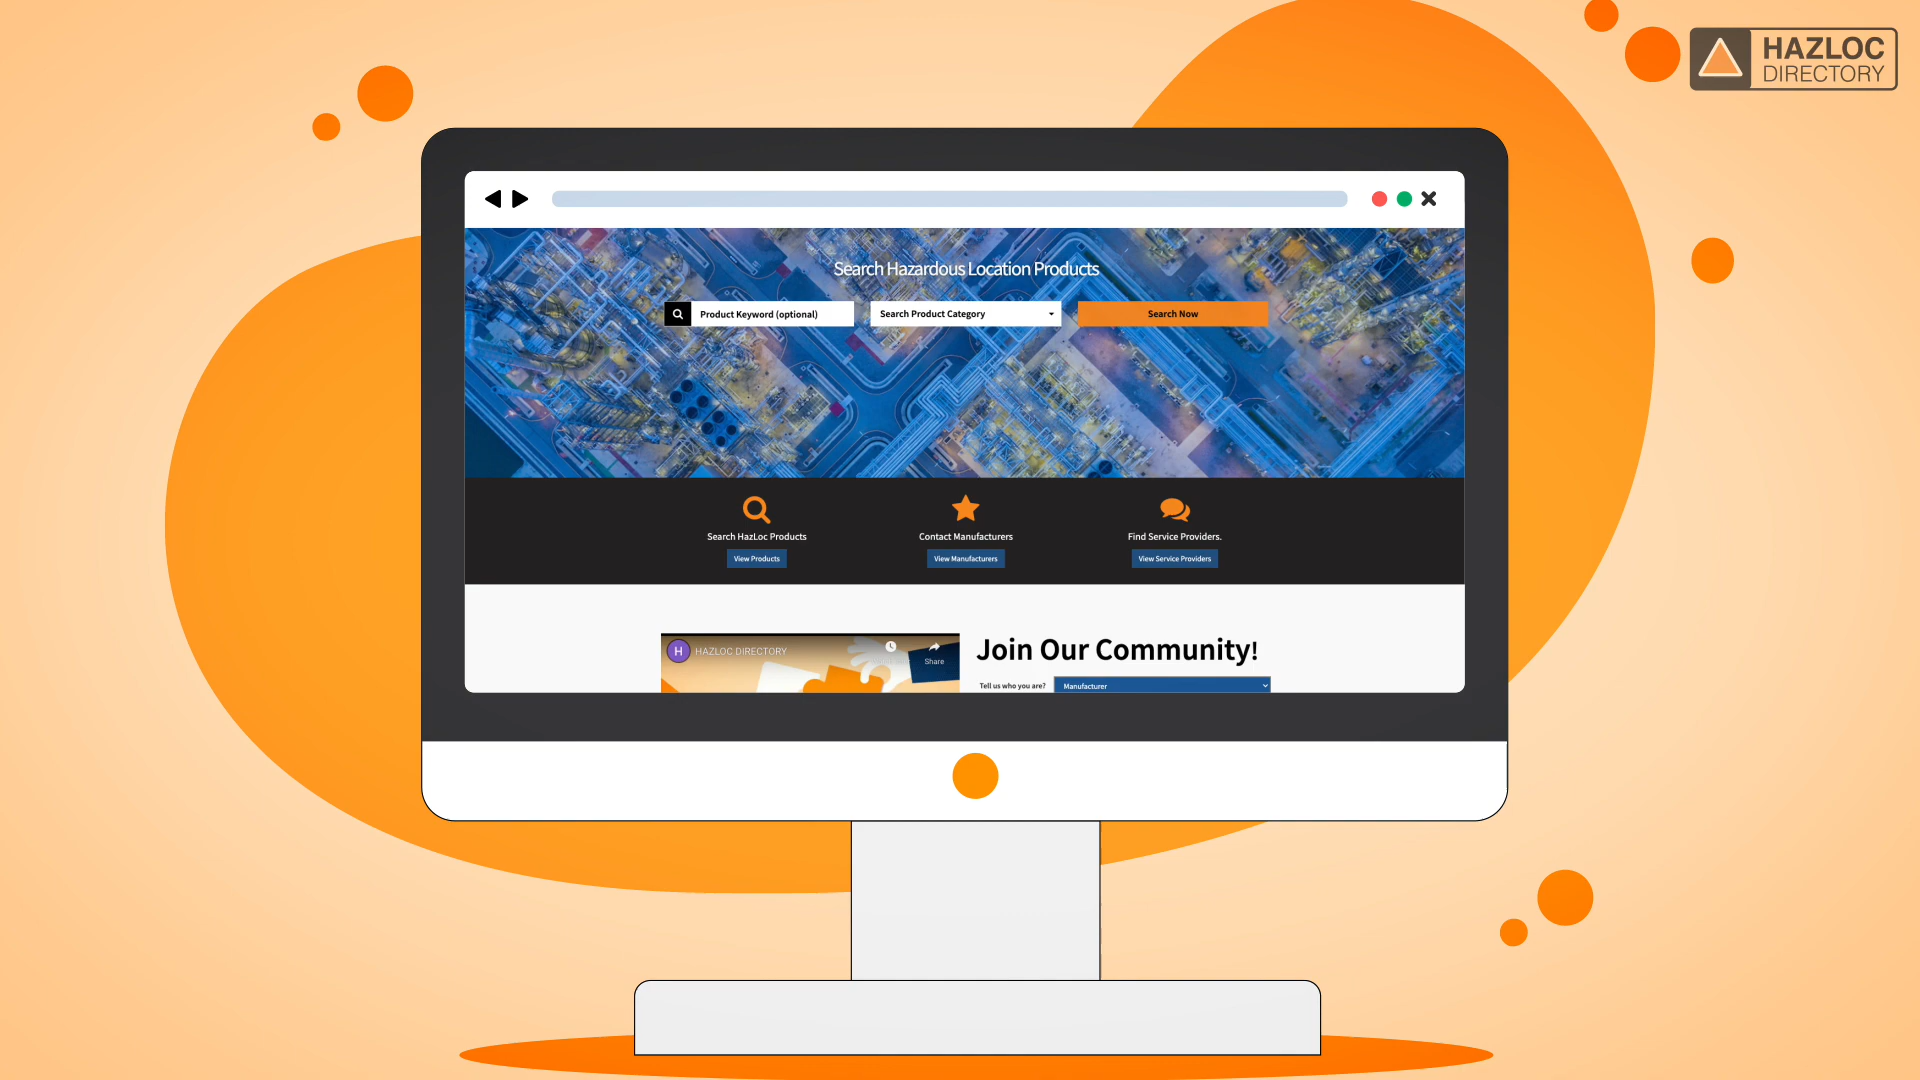 HAZLOC
DIRECTORY
Search Hazardous Location Products
Product Keyword (optional)
Search Product Category
Search Now
Search HazLoc Products
Contact Manufacturers
Find Service Providers.
View Products
View Manufacturers
View Service Providers
H HAZLOC DIRECTORY
Share
Join Our Community!
Tell us who you are?
Manufacturer